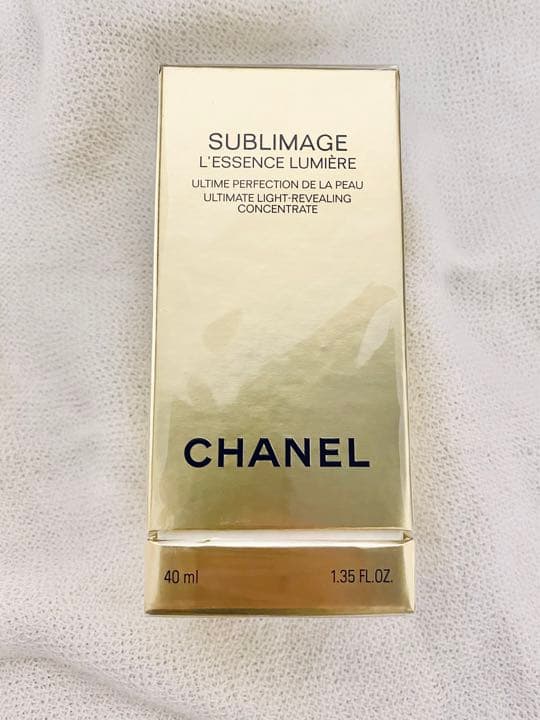 SUBLIMAGE
L'ESSENCE LUMIÈRE
ULTIME PERFECTION DE LA PEAU
ULTIMATE LIGHT-REVEALING
CONCENTRATE
CHANEL
40 ml 1.35 FL.OZ.